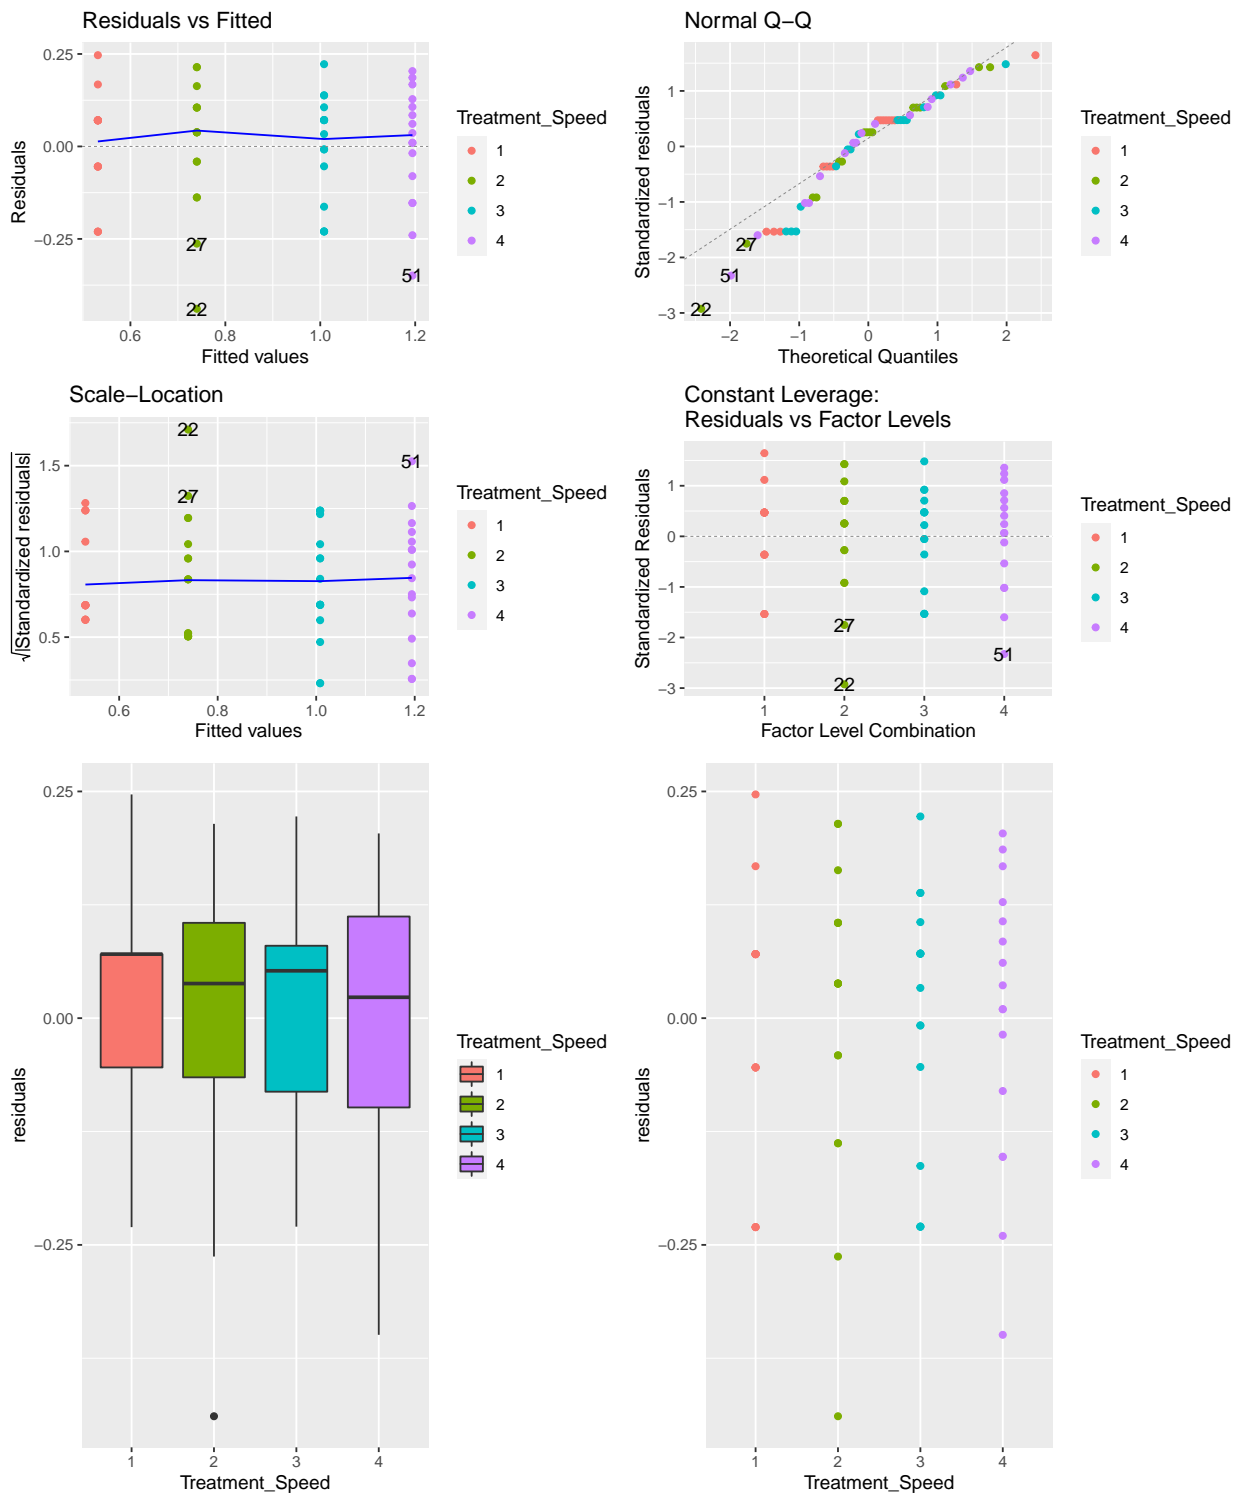 Residuals vs Fitted
0.25
0.00
−0.25
Residuals
27
22
51
0.6 0.8 1.0 1.2
Fitted values
Treatment_Speed
1
2
3
4
Normal Q−Q
1
0
−1
−2
−3
Standardized residuals
27
51
22
−2 −1 0 1 2
Theoretical Quantiles
Treatment_Speed
1
2
3
4
Scale−Location
1.5
1.0
0.5
√|Standardized residuals|
22
27
51
0.6 0.8 1.0 1.2
Fitted values
Treatment_Speed
1
2
3
4
Constant Leverage:
Residuals vs Factor Levels
1
0
−1
−2
−3
Standardized Residuals
27
22
51
1 2 3 4
Factor Level Combination
Treatment_Speed
1
2
3
4
0.25
0.00
−0.25
residuals
1 2 3 4
Treatment_Speed
Treatment_Speed
1
2
3
4
0.25
0.00
−0.25
residuals
1 2 3 4
Treatment_Speed
Treatment_Speed
1
2
3
4